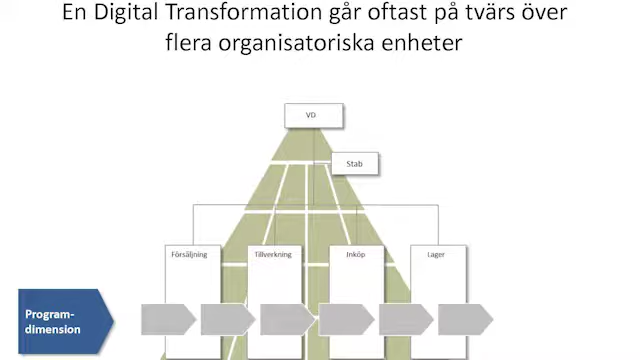 En Digital Transformation går oftast på tvärs över
flera organisatoriska enheter
VD
Stab
Försäljning
Tillverkning
Inköp
Lager
Program-
dimension